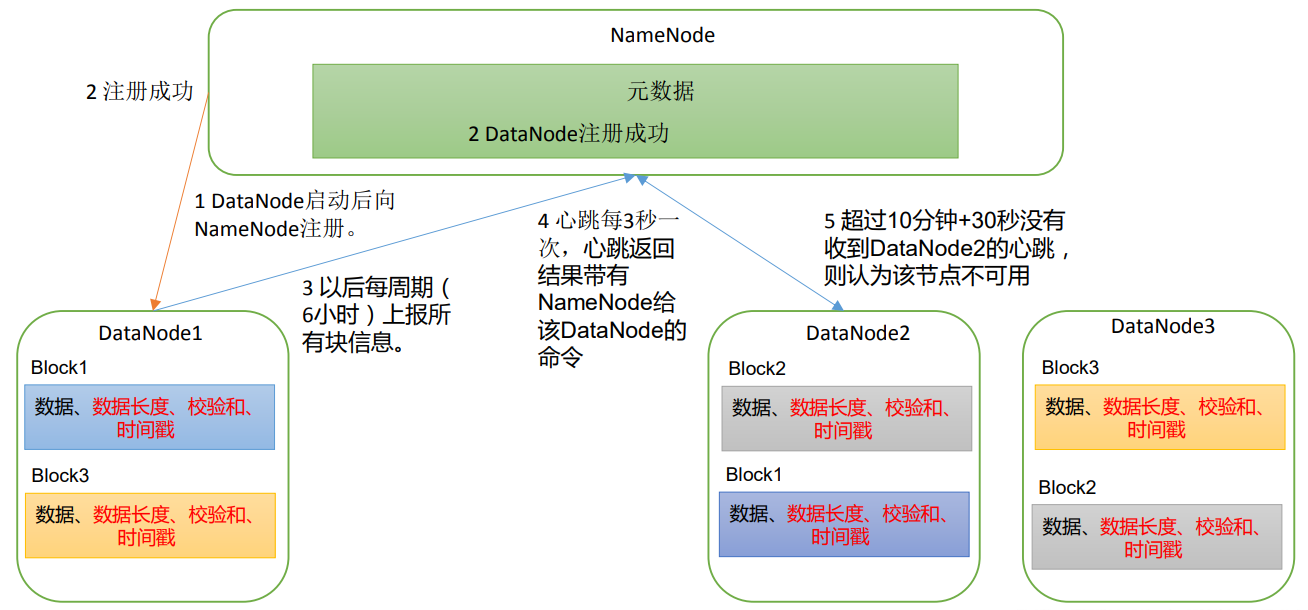 NameNode
元数据
2 DataNode注册成功
2 注册成功
1 DataNode启动后向
NameNode注册。
3 以后每周期（
6小时）上报所
有块信息。
4 心跳每3秒一
次，心跳返回
结果带有
NameNode给
该DataNode的
命令
5 超过10分钟+30秒没有
收到DataNode2的心跳，
则认为该节点不可用
DataNode1
Block1
数据、数据长度、校验和、
时间戳
Block3
数据、数据长度、校验和、
时间戳
DataNode2
Block2
数据、数据长度、校验和、
时间戳
Block1
数据、数据长度、校验和、
时间戳
DataNode3
Block3
数据、数据长度、校验和、
时间戳
Block2
数据、数据长度、校验和、
时间戳